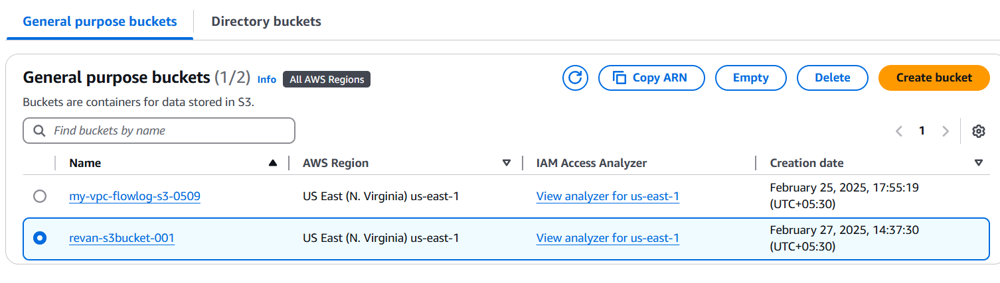 General purpose buckets Directory buckets
General purpose buckets (1/2) Info All AWS Regions Copy ARN Empty Delete Create bucket
Buckets are containers for data stored in S3.
Find buckets by name 1
Name AWS Region IAM Access Analyzer Creation date
my-vpc-flowlog-s3-0509 US East (N. Virginia) us-east-1 View analyzer for us-east-1 February 25, 2025, 17:55:19
(UTC+05:30)
revan-s3bucket-001 US East (N. Virginia) us-east-1 View analyzer for us-east-1 February 27, 2025, 14:37:30
(UTC+05:30)